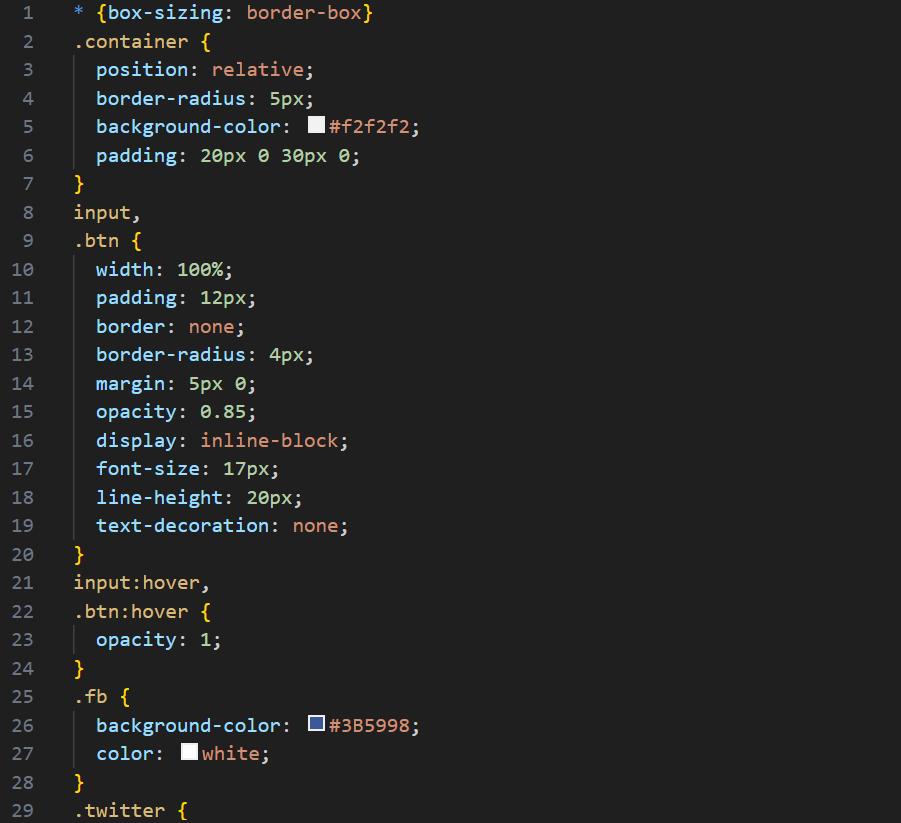 1 * {box-sizing: border-box}
2 .container {
3 position: relative;
4 border-radius: 5px;
5 background-color: #f2f2f2;
6 padding: 20px 0 30px 0;
7 }
8 input,
9 .btn {
10 width: 100%;
11 padding: 12px;
12 border: none;
13 border-radius: 4px;
14 margin: 5px 0;
15 opacity: 0.85;
16 display: inline-block;
17 font-size: 17px;
18 line-height: 20px;
19 text-decoration: none;
20 }
21 input:hover,
22 .btn:hover {
23 opacity: 1;
24 }
25 .fb {
26 background-color: #3B5998;
27 color: white;
28 }
29 .twitter {